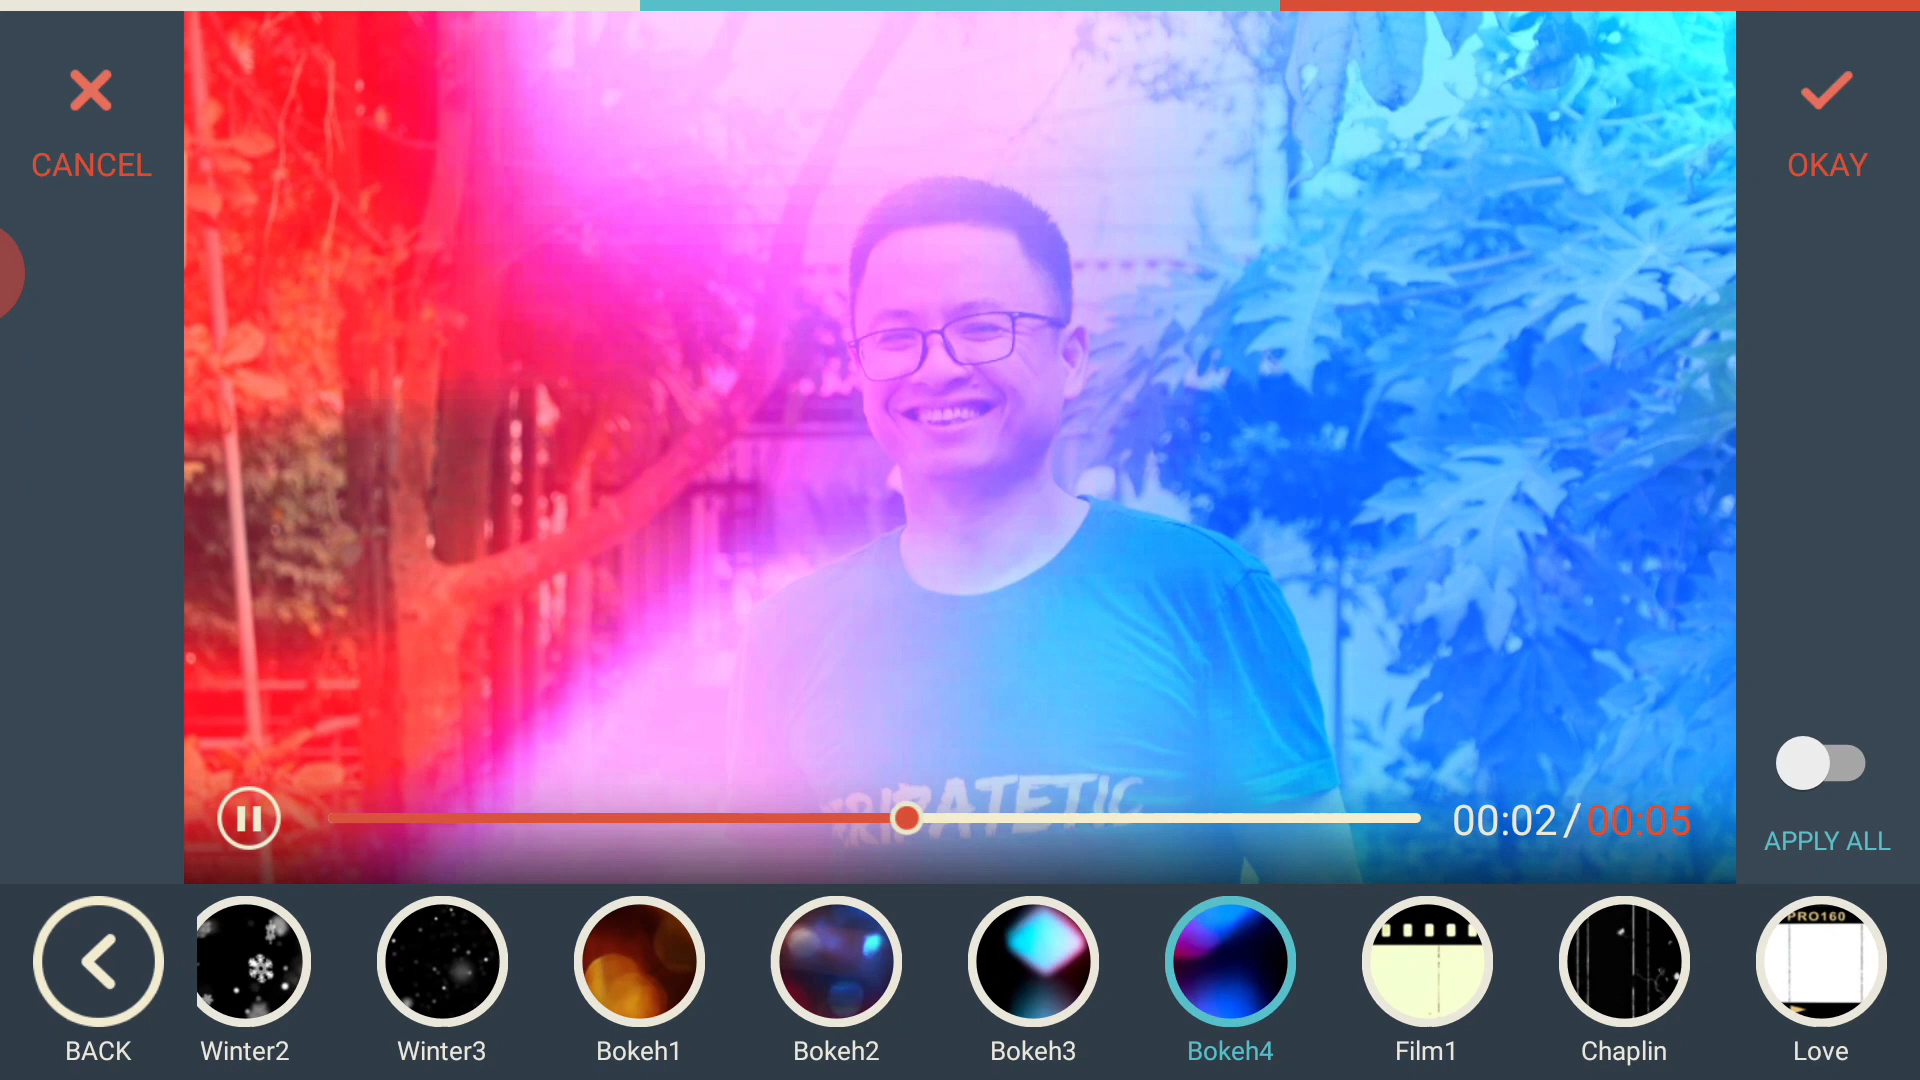 CANCEL
OKAY
00:02/00:05
APPLY ALL
PRO160
BACK
Winter2
Winter3
Bokeh1
Bokeh2
Bokeh3
Bokeh4
Film1
Chaplin
Love